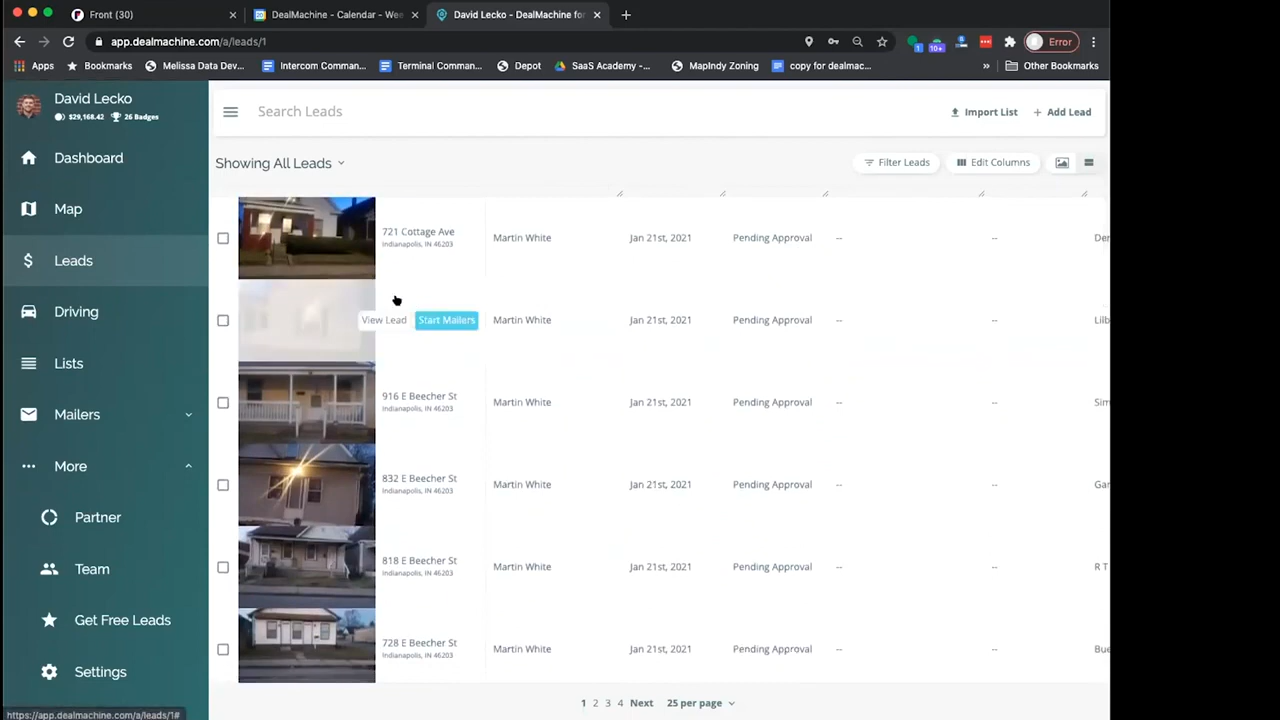 Front (30)
DealMachine - Calendar - Wee
David Lecko - DealMachine for
app.dealmachine.com/a/leads/1
Error
Apps
Bookmarks
Melissa Data Dav...
Intercom Comman...
Terminal Comman...
Depot
SaaS Academy -...
MapIndy Zoning
copy for dealmac...
»
Other Bookmarks
David Lecko
$29,168.42 26 Badges
Dashboard
Map
Leads
Driving
Lists
Mailers
More
Partner
Team
Get Free Leads
Settings
Search Leads
Import List
+ Add Lead
Showing All Leads
Filter Leads
Edit Columns
721 Cottage Ave
Indianapolis, IN 46203
Martin White
Jan 21st, 2021
Pending Approval
--
--
Der
View Lead
Start Mailers
Martin White
Jan 21st, 2021
Pending Approval
--
--
Lilb
916 E Beecher St
Indianapolis, IN 46203
Martin White
Jan 21st, 2021
Pending Approval
--
--
Sim
832 E Beecher St
Indianapolis, IN 46203
Martin White
Jan 21st, 2021
Pending Approval
--
--
Gar
818 E Beecher St
Indianapolis, IN 46203
Martin White
Jan 21st, 2021
Pending Approval
--
--
R T
728 E Beecher St
Indianapolis, IN 46203
Martin White
Jan 21st, 2021
Pending Approval
--
--
Bue
1 2 3 4 Next 25 per page
https://app.dealmachine.com/a/leads/1#